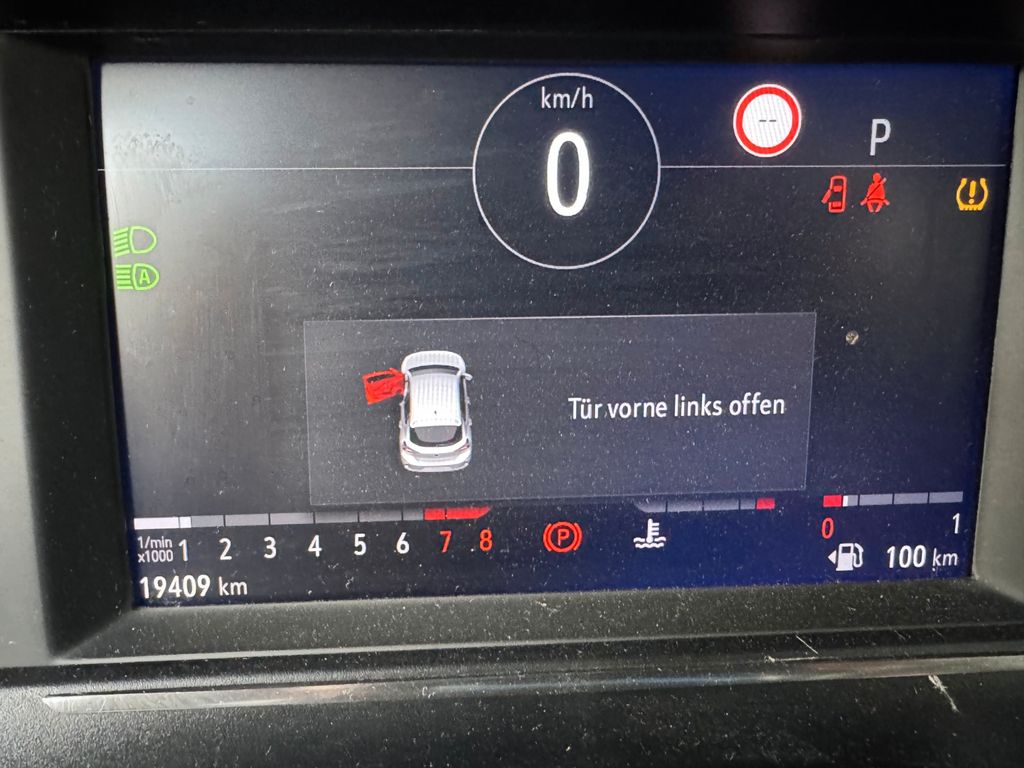 km/h
0
--
P
A
Tür vorne links offen
1/min
x1000 1 2 3 4 5 6 7 8
P
0 1
100 km
19409 km